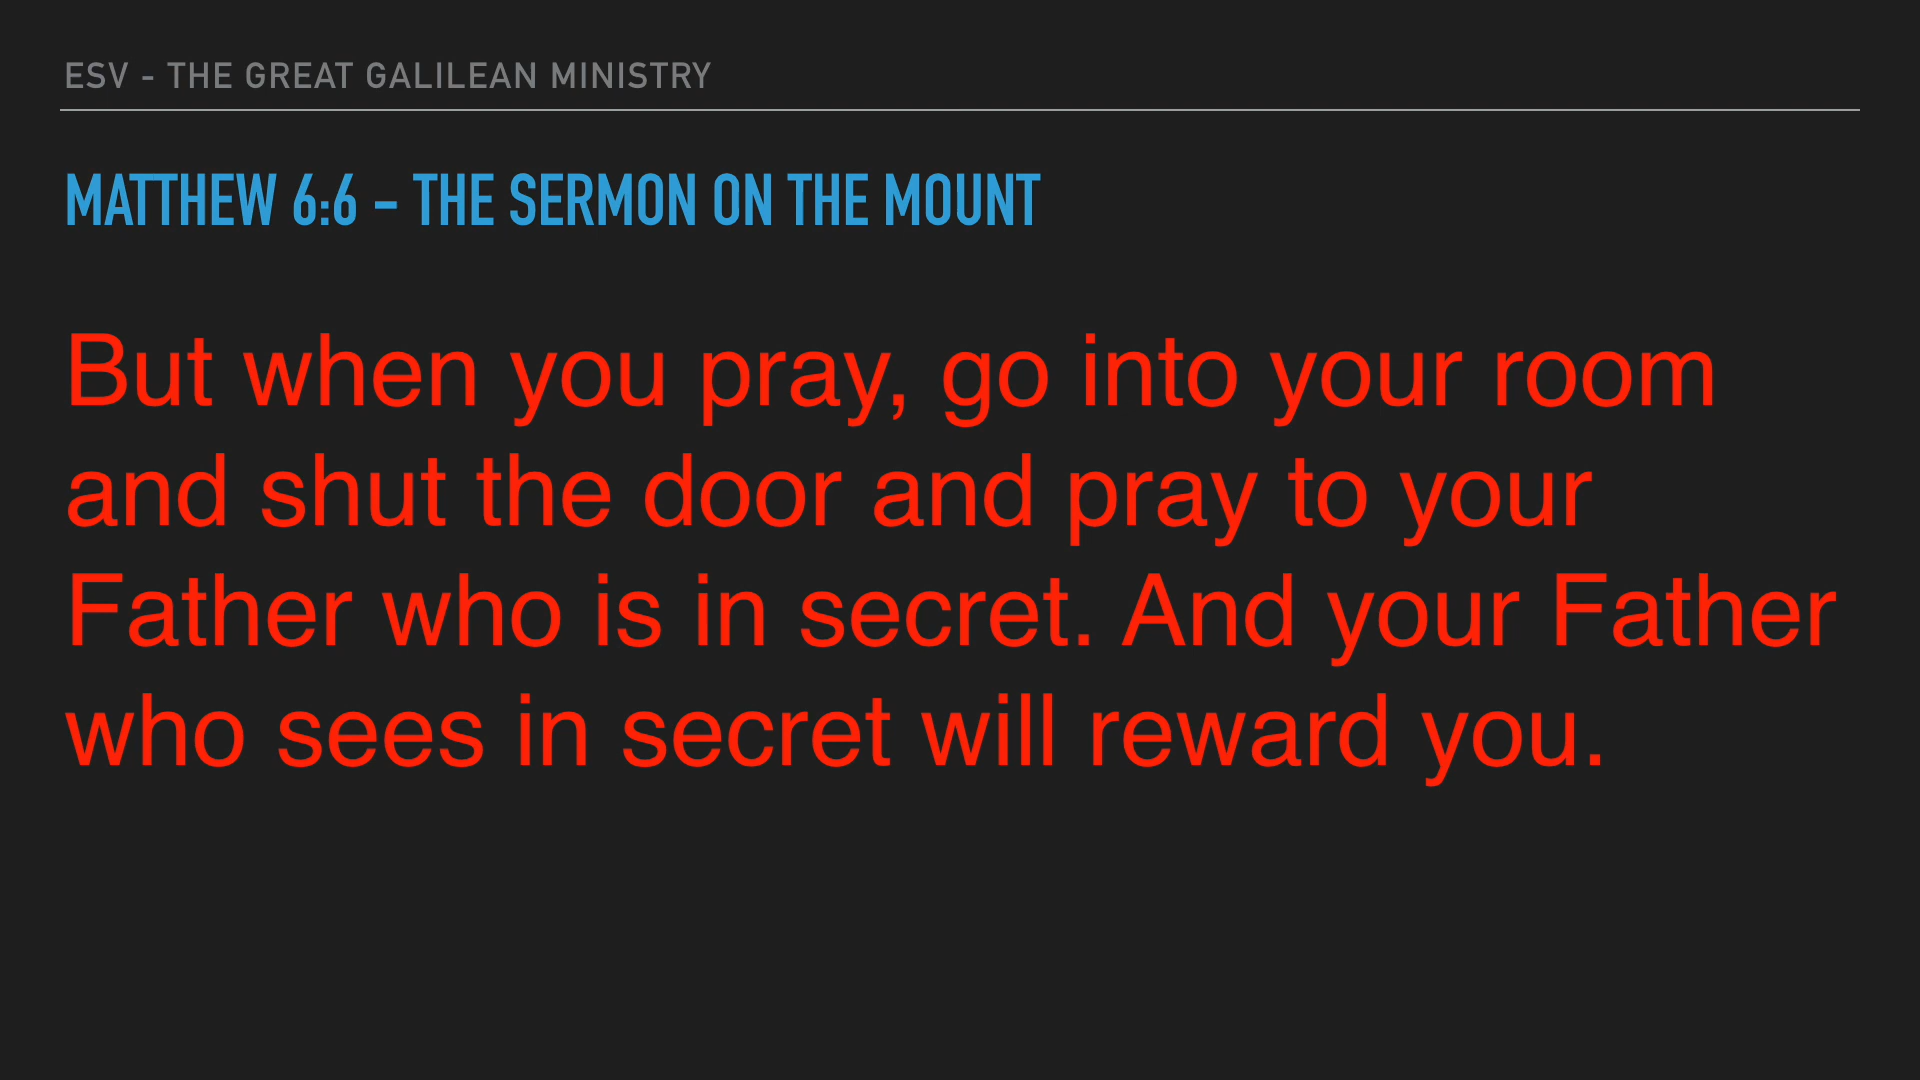 ESV - THE GREAT GALILEAN MINISTRY
MATTHEW 6:6 - THE SERMON ON THE MOUNT
But when you pray, go into your room
and shut the door and pray to your
Father who is in secret. And your Father
who sees in secret will reward you.